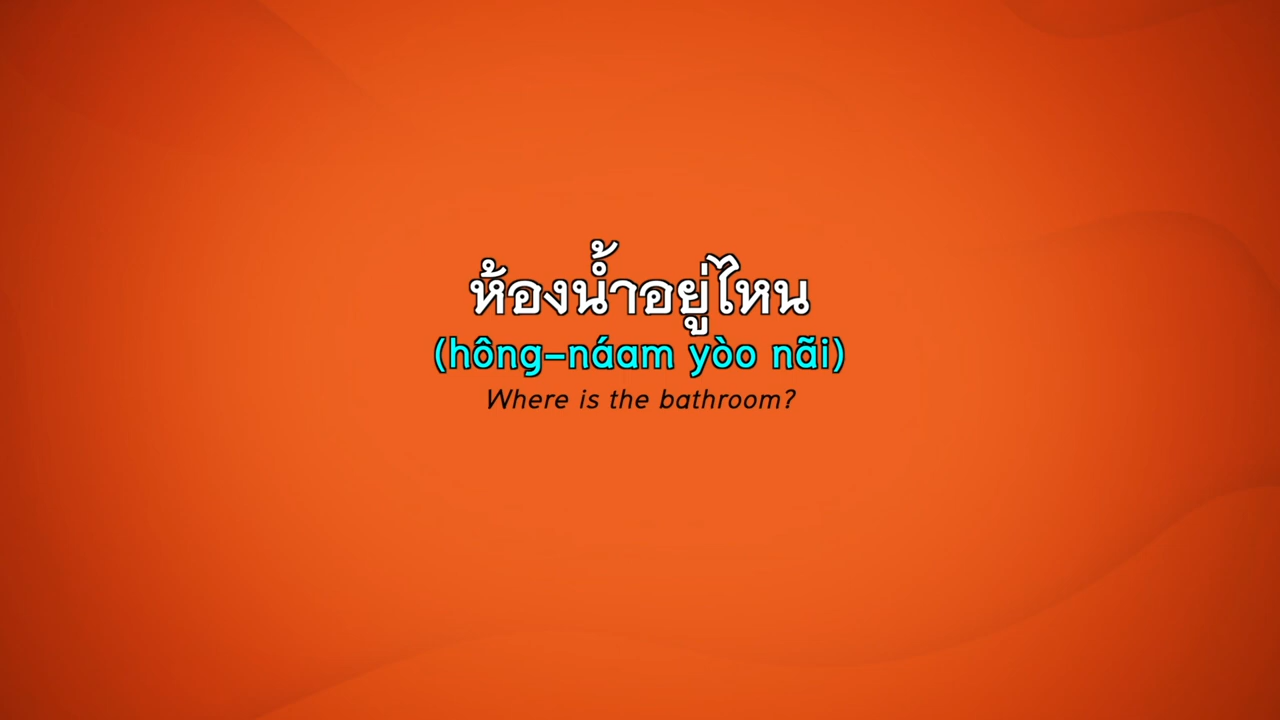 ห้องน้ำอยู่ไหน
(hông-náam yòo nãi)
Where is the bathroom?